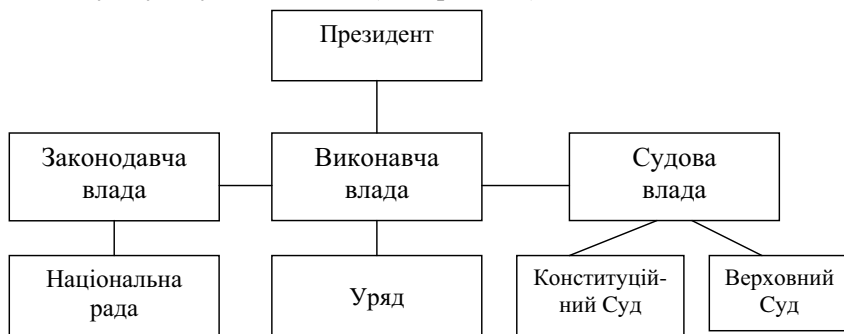 Президент
Законодавча
влада
Виконавча
влада
Судова
влада
Національна
рада
Уряд
Конституцій-
ний Суд
Верховний
Суд